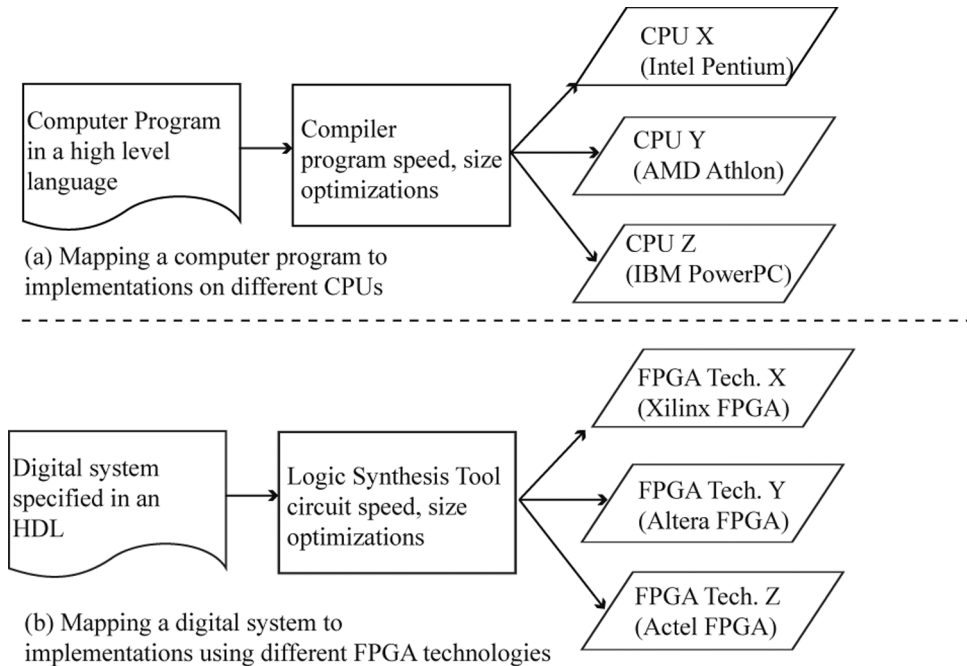 Computer Program
in a high level
language
Compiler
program speed, size
optimizations
CPU X
(Intel Pentium)
CPU Y
(AMD Athlon)
CPU Z
(IBM PowerPC)
(a) Mapping a computer program to
implementations on different CPUs
Digital system
specified in an
HDL
Logic Synthesis Tool
circuit speed, size
optimizations
FPGA Tech. X
(Xilinx FPGA)
FPGA Tech. Y
(Altera FPGA)
FPGA Tech. Z
(Actel FPGA)
(b) Mapping a digital system to
implementations using different FPGA technologies